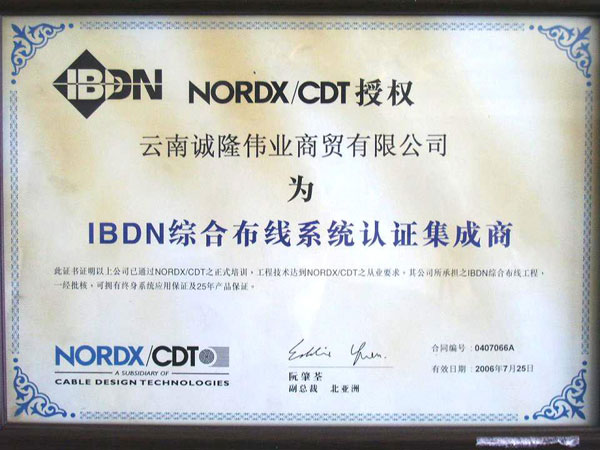 IBDN
NORDX/CDT授权
云南诚隆伟业商贸有限公司
为
IBDN综合布线系统认证集成商
此证书证明以上公司已通过NORDX/CDT之正式培训，工程技术达到NORDX/CDT之从业要求。其公司所承担之IBDN综合布线工程，
一经批核，可拥有终身系统应用保证及25年产品保证。
NORDX/CDT
A SUBSIDIARY OF
CABLE DESIGN TECHNOLOGIES
Eddie Yuen
阮肇荃
副总裁 北亚洲
合同编号：0407066A
有效日期：2006年7月25日